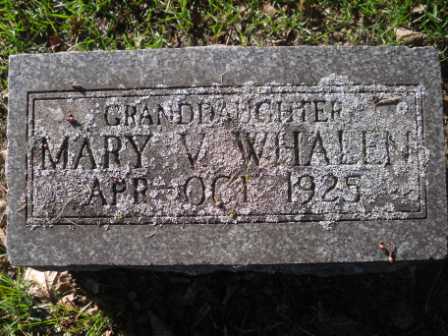 GRANDDAUGHTER
MARY V. WHALEN
APR - OCT 1925